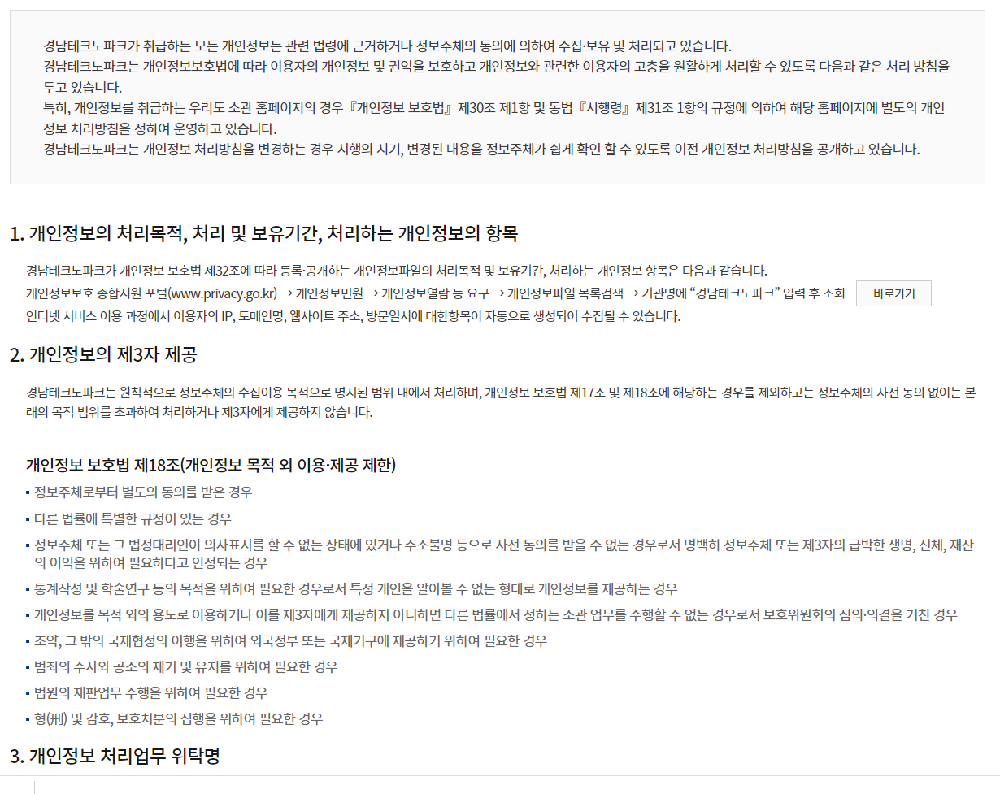 경남테크노파크가 취급하는 모든 개인정보는 관련 법령에 근거하거나 정보주체의 동의에 의하여 수집·보유 및 처리되고 있습니다.
경남테크노파크는 개인정보보호법에 따라 이용자의 개인정보 및 권익을 보호하고 개인정보와 관련한 이용자의 고충을 원활하게 처리할 수 있도록 다음과 같은 처리 방침을
두고 있습니다.
특히, 개인정보를 취급하는 우리도 소관 홈페이지의 경우『개인정보 보호법』제30조 제1항 및 동법『시행령』제31조 1항의 규정에 의하여 해당 홈페이지에 별도의 개인
정보 처리방침을 정하여 운영하고 있습니다.
경남테크노파크는 개인정보 처리방침을 변경하는 경우 시행의 시기, 변경된 내용을 정보주체가 쉽게 확인 할 수 있도록 이전 개인정보 처리방침을 공개하고 있습니다.
1. 개인정보의 처리목적, 처리 및 보유기간, 처리하는 개인정보의 항목
경남테크노파크가 개인정보 보호법 제32조에 따라 등록·공개하는 개인정보파일의 처리목적 및 보유기간, 처리하는 개인정보 항목은 다음과 같습니다.
개인정보보호 종합지원 포털(www.privacy.go.kr) → 개인정보민원 → 개인정보열람 등 요구 → 개인정보파일 목록검색 → 기관명에 “경남테크노파크” 입력 후 조회 바로가기
인터넷 서비스 이용 과정에서 이용자의 IP, 도메인명, 웹사이트 주소, 방문일시에 대한항목이 자동으로 생성되어 수집될 수 있습니다.
2. 개인정보의 제3자 제공
경남테크노파크는 원칙적으로 정보주체의 수집이용 목적으로 명시된 범위 내에서 처리하며, 개인정보 보호법 제17조 및 제18조에 해당하는 경우를 제외하고는 정보주체의 사전 동의 없이는 본
래의 목적 범위를 초과하여 처리하거나 제3자에게 제공하지 않습니다.
개인정보 보호법 제18조(개인정보 목적 외 이용·제공 제한)
정보주체로부터 별도의 동의를 받은 경우
다른 법률에 특별한 규정이 있는 경우
정보주체 또는 그 법정대리인이 의사표시를 할 수 없는 상태에 있거나 주소불명 등으로 사전 동의를 받을 수 없는 경우로서 명백히 정보주체 또는 제3자의 급박한 생명, 신체, 재산
의 이익을 위하여 필요하다고 인정되는 경우
통계작성 및 학술연구 등의 목적을 위하여 필요한 경우로서 특정 개인을 알아볼 수 없는 형태로 개인정보를 제공하는 경우
개인정보를 목적 외의 용도로 이용하거나 이를 제3자에게 제공하지 아니하면 다른 법률에서 정하는 소관 업무를 수행할 수 없는 경우로서 보호위원회의 심의·의결을 거친 경우
조약, 그 밖의 국제협정의 이행을 위하여 외국정부 또는 국제기구에 제공하기 위하여 필요한 경우
범죄의 수사와 공소의 제기 및 유지를 위하여 필요한 경우
법원의 재판업무 수행을 위하여 필요한 경우
형(刑) 및 감호, 보호처분의 집행을 위하여 필요한 경우
3. 개인정보 처리업무 위탁명